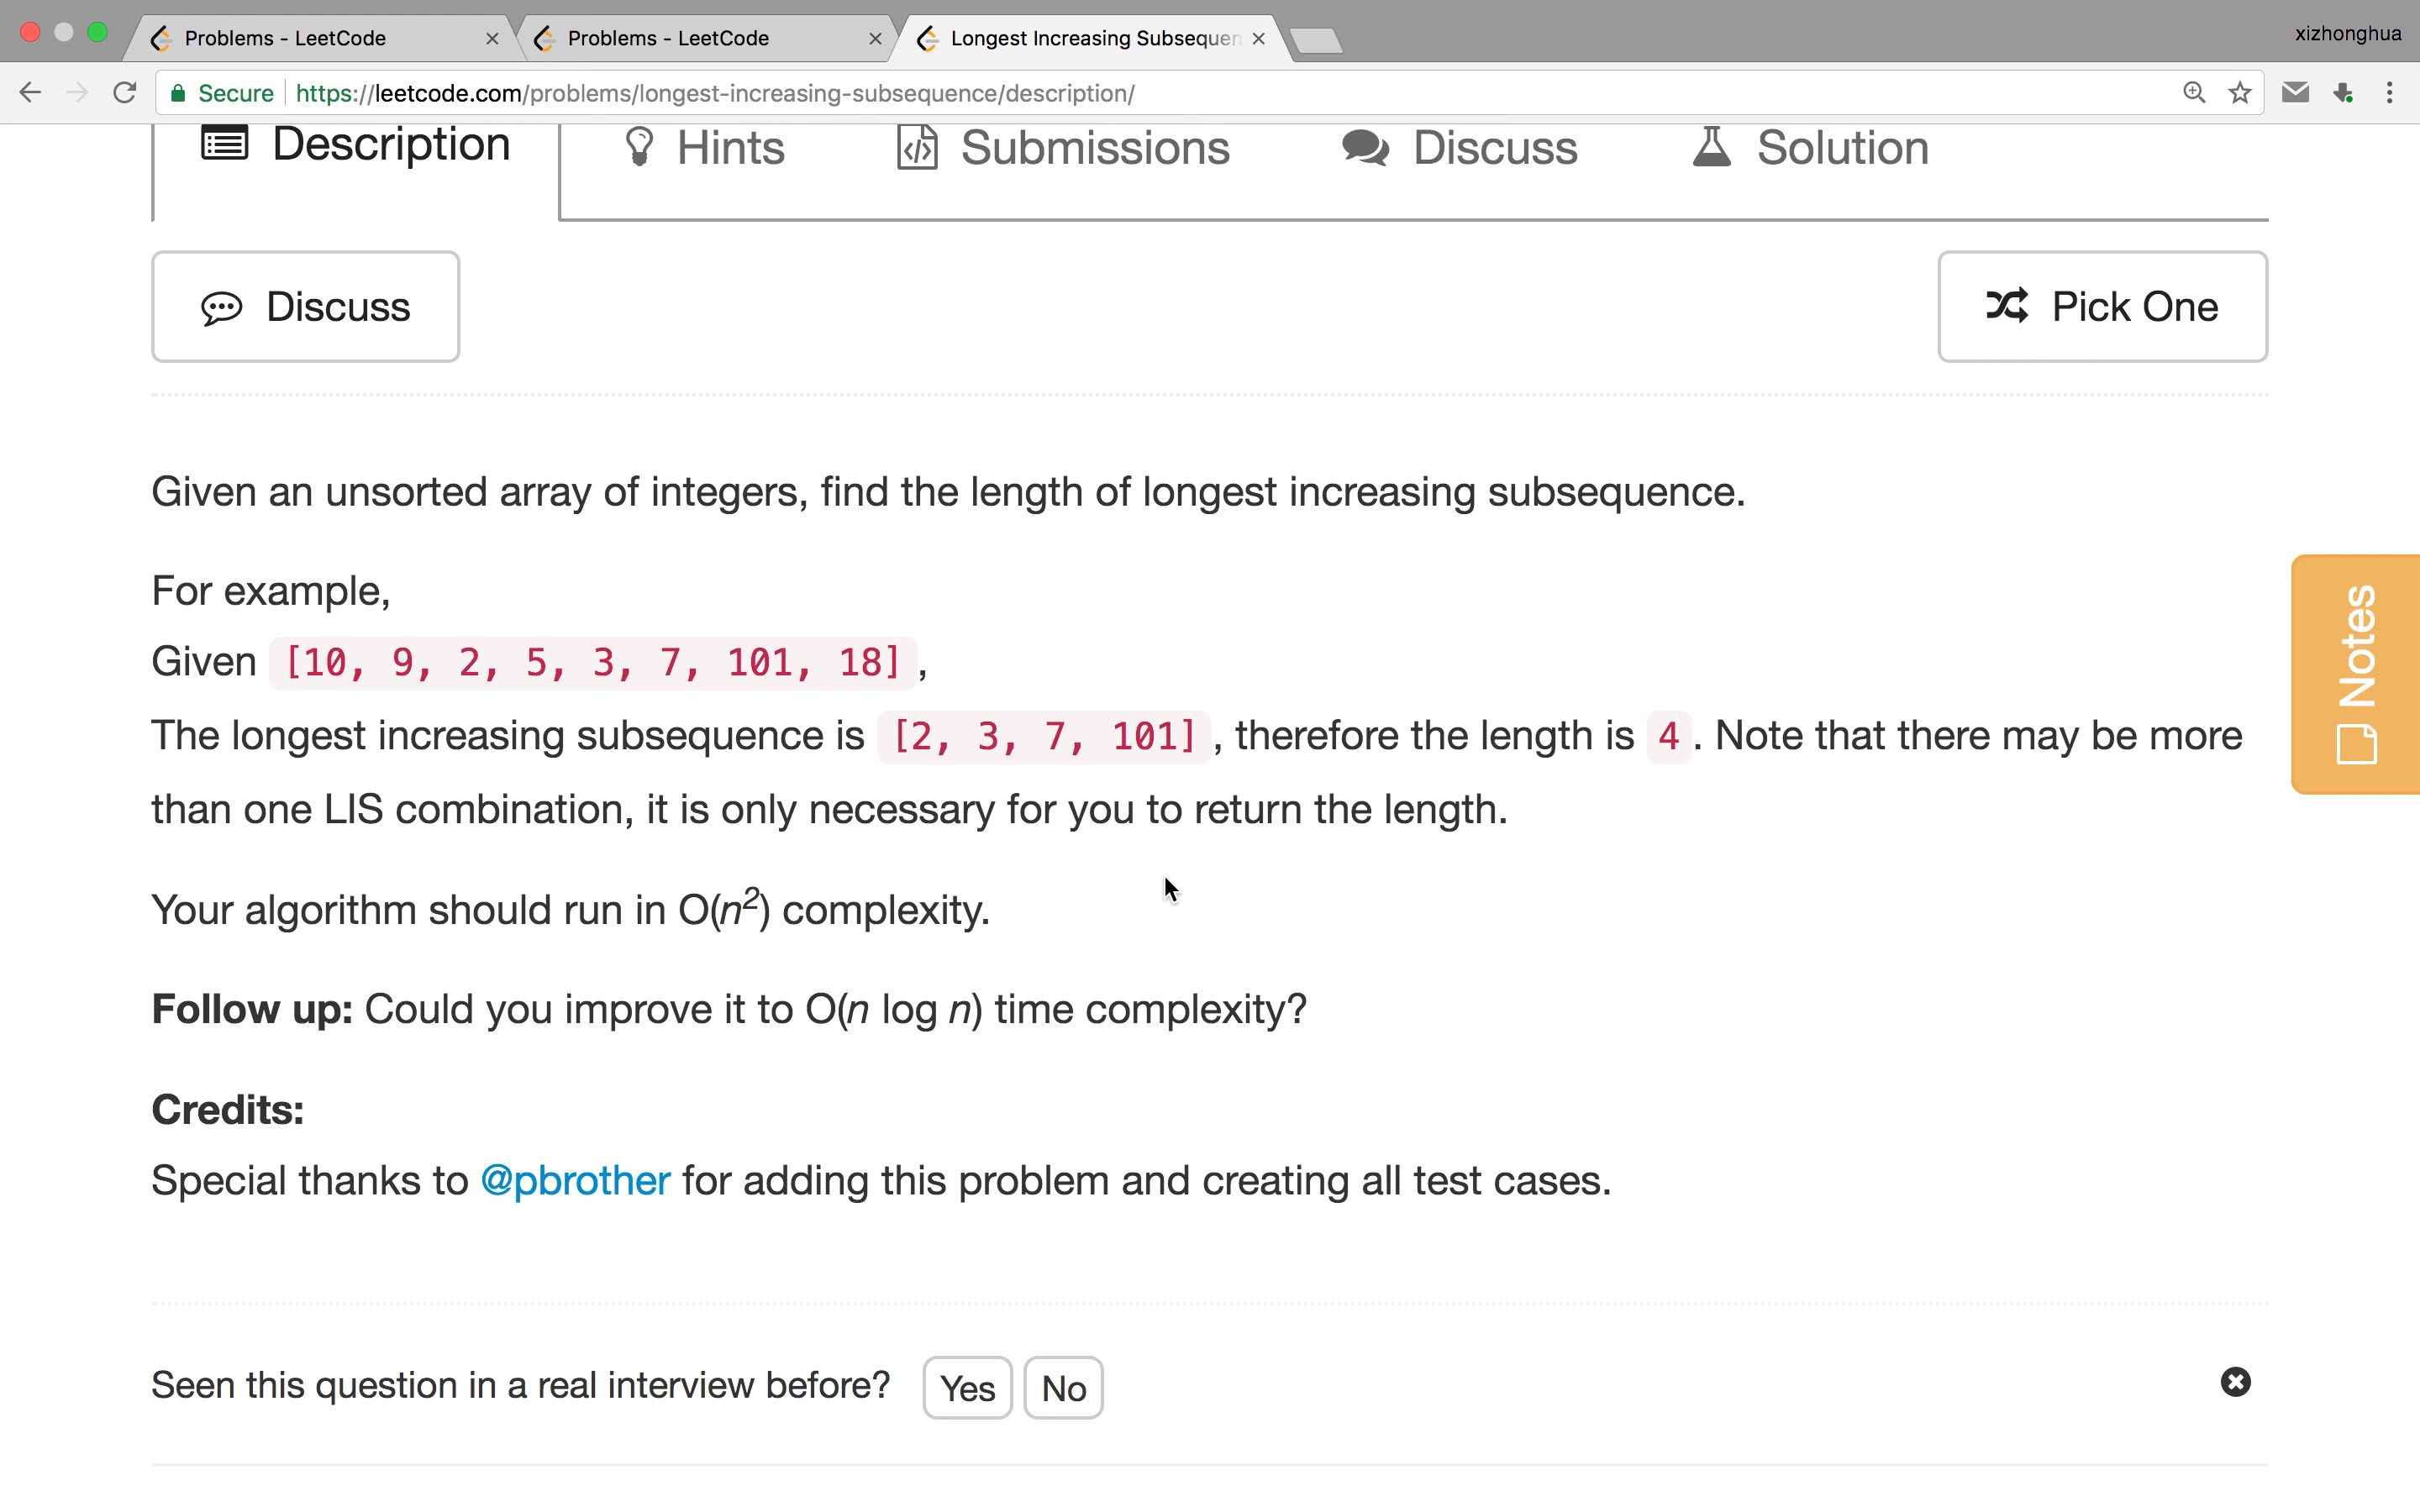 Problems - LeetCode
Problems - LeetCode
Longest Increasing Subsequen
xizhonghua
Secure https://leetcode.com/problems/longest-increasing-subsequence/description/
Description
Hints
Submissions
Discuss
Solution
Discuss
Pick One
Given an unsorted array of integers, find the length of longest increasing subsequence.
For example,
Given [10, 9, 2, 5, 3, 7, 101, 18],
The longest increasing subsequence is [2, 3, 7, 101], therefore the length is 4. Note that there may be more
than one LIS combination, it is only necessary for you to return the length.
Notes
Your algorithm should run in O(n²) complexity.
Follow up: Could you improve it to O(n log n) time complexity?
Credits:
Special thanks to @pbrother for adding this problem and creating all test cases.
Seen this question in a real interview before? Yes No